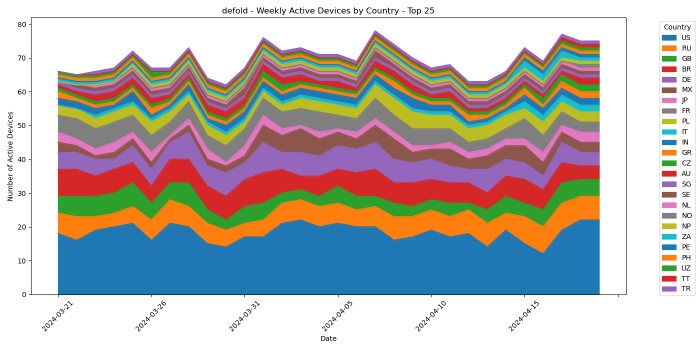 defold - Weekly Active Devices by Country - Top 25
Number of Active Devices
80
70
60
50
40
30
20
10
0
2024-03-21
2024-03-26
2024-03-31
2024-04-05
2024-04-10
2024-04-15
Date
Country
US
RU
GB
BR
DE
MX
JP
FR
PL
IT
IN
GR
CZ
AU
SG
SE
NL
NO
NP
ZA
PE
PH
UZ
TT
TR